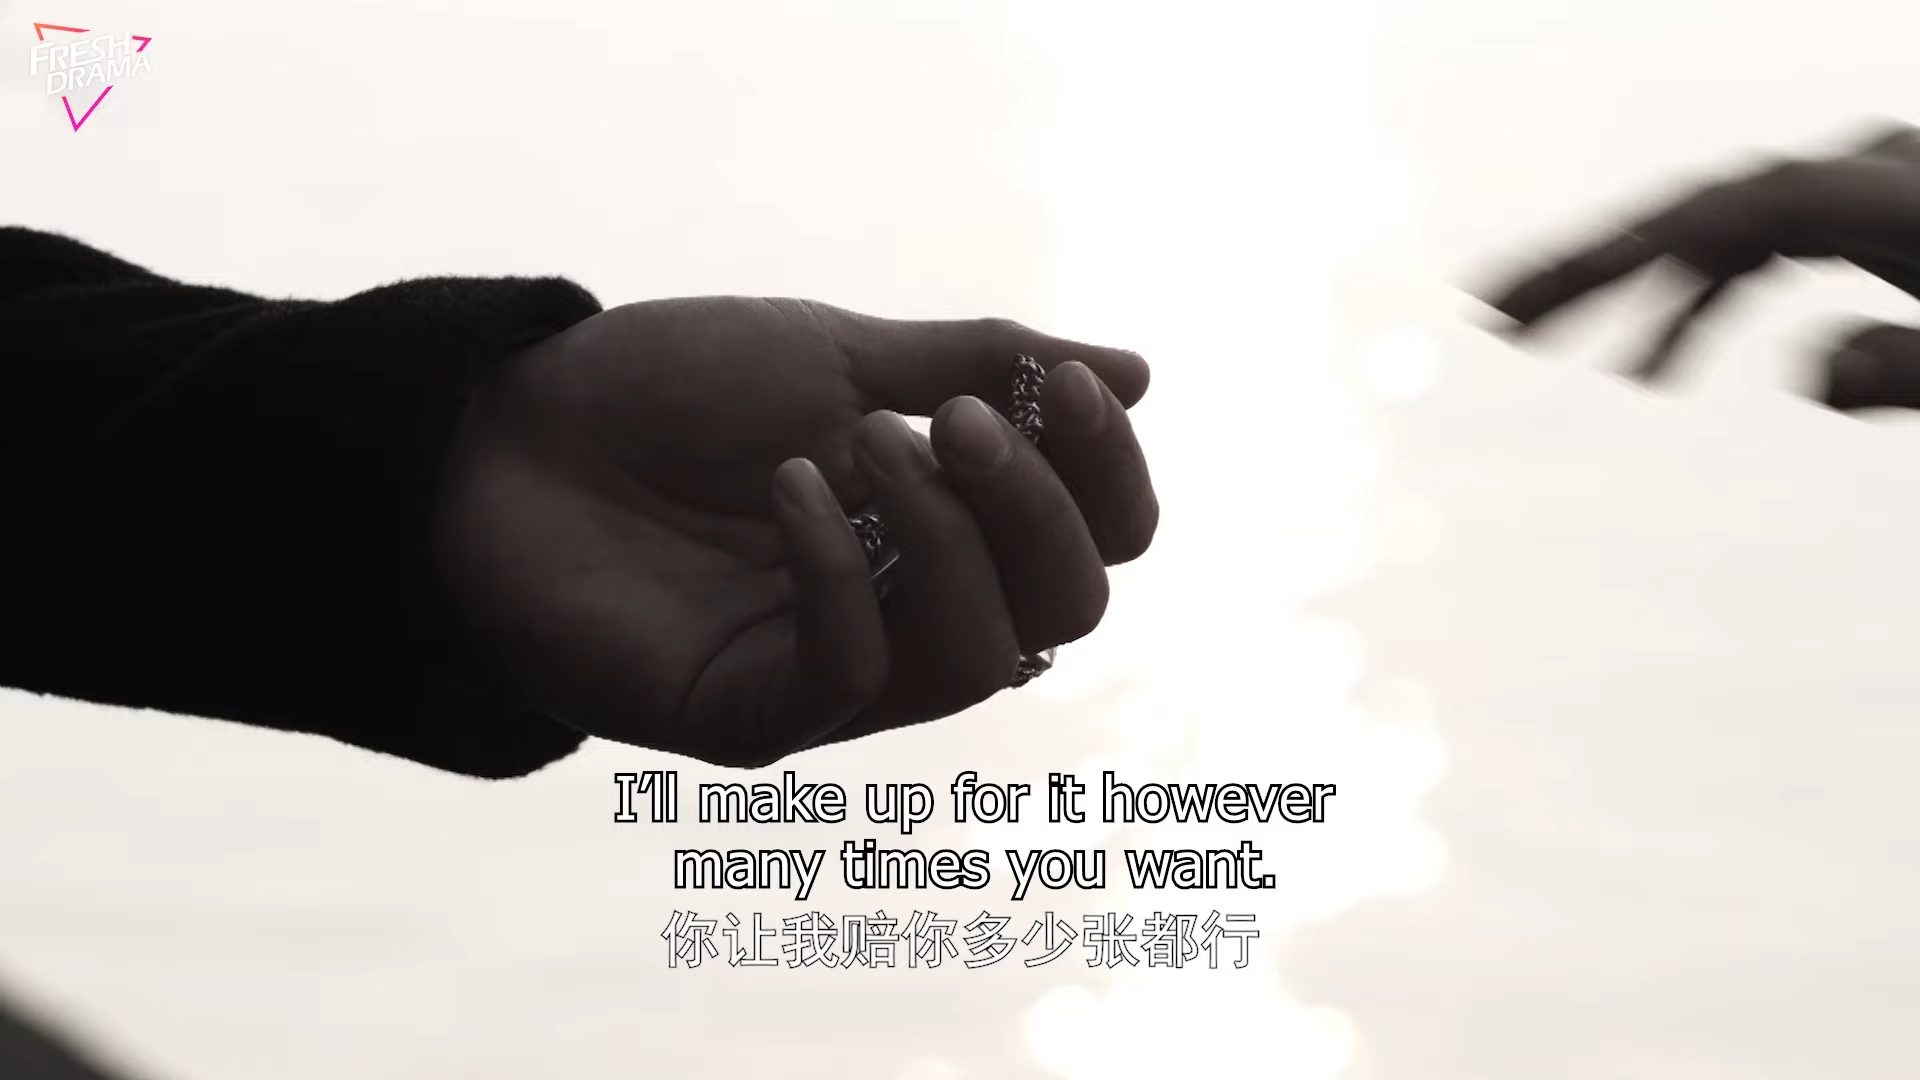 FRESH
DRAMA
I'll make up for it however
many times you want.
你让我赔你多少张都行